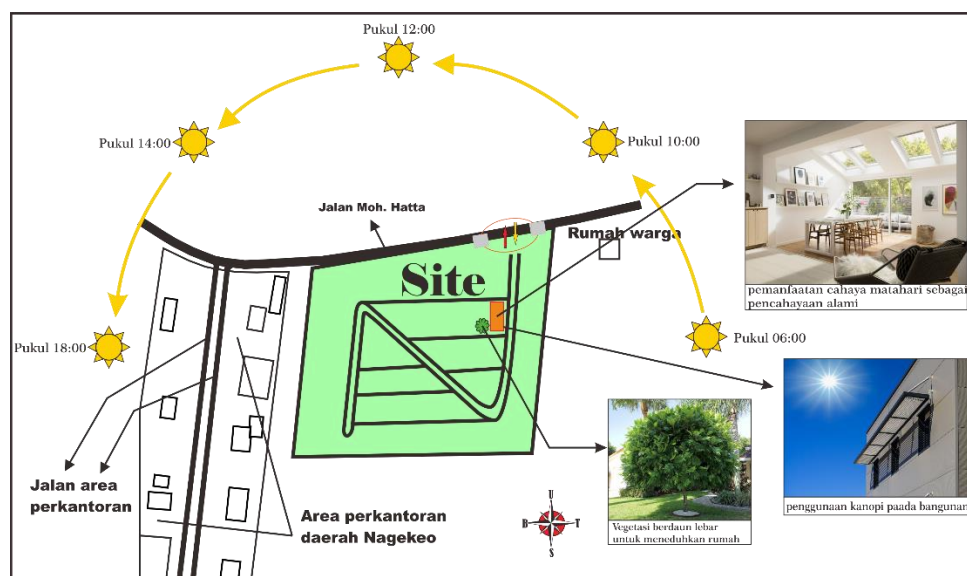 Pukul 12:00
Pukul 14:00
Pukul 10:00
Jalan Moh. Hatta
Rumah warga
Site
pemanfaatan cahaya matahari sebagai
pencahayaan alami
Pukul 18:00
Pukul 06:00
Jalan area
perkantoran
Area perkantoran
daerah Nagekeo
U
B
T
S
Vegetasi berdaun lebar
untuk meneduhkan rumah
penggunaan kanopi paada bangunan